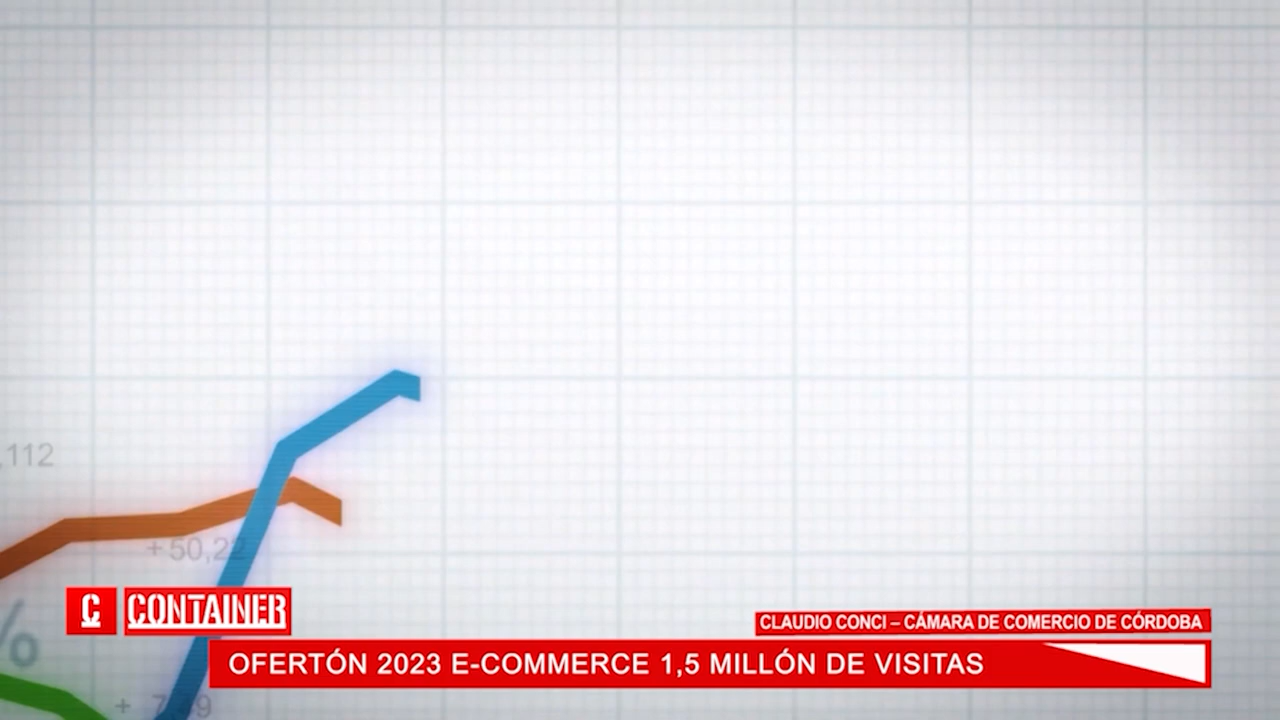 ,112
+50,22
%
C CONTAINER
CLAUDIO CONCI – CÁMARA DE COMERCIO DE CÓRDOBA
OFERTÓN 2023 E-COMMERCE 1,5 MILLÓN DE VISITAS